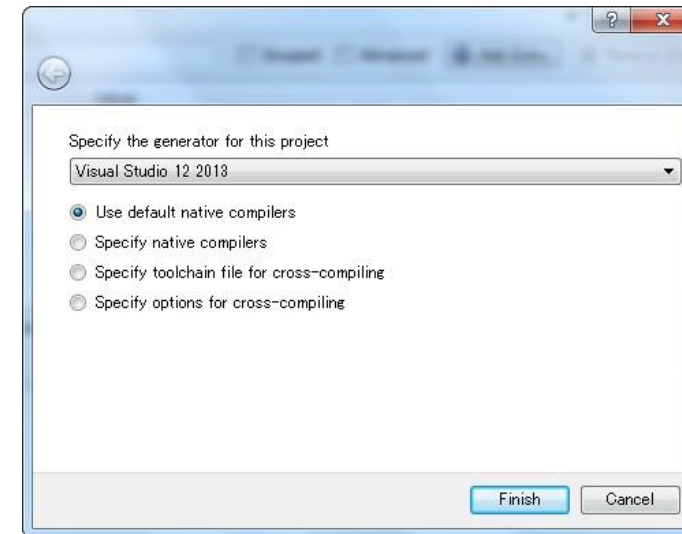 Specify the generator for this project
Visual Studio 12 2013
Use default native compilers
Specify native compilers
Specify toolchain file for cross-compiling
Specify options for cross-compiling
Finish
Cancel